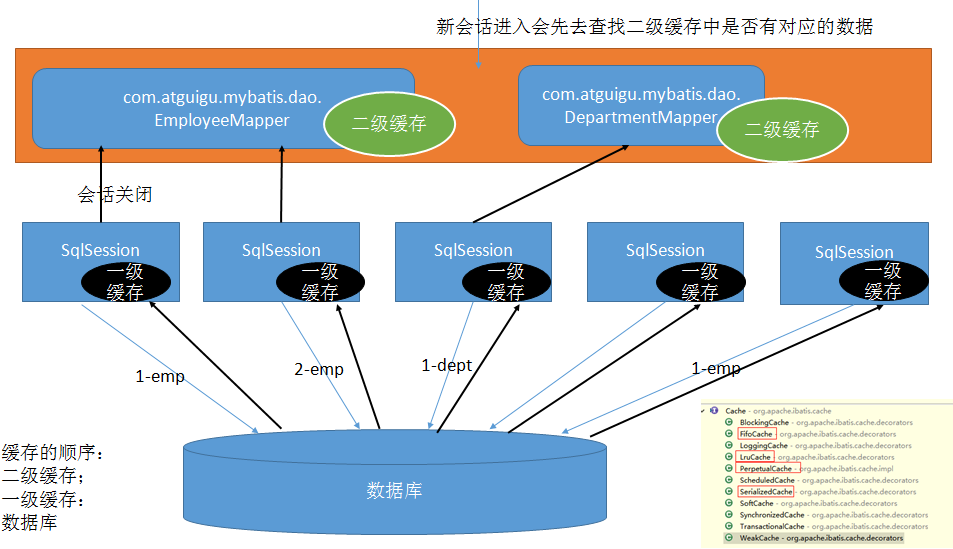 新会话进入会先去查找二级缓存中是否有对应的数据
com.atguigu.mybatis.dao.
EmployeeMapper
二级缓存
com.atguigu.mybatis.dao.
DepartmentMapper
二级缓存
会话关闭
SqlSession
一级
缓存
SqlSession
一级
缓存
SqlSession
一级
缓存
SqlSession
一级
缓存
SqlSession
一级
缓存
1-emp
2-emp
1-dept
1-emp
缓存的顺序：
二级缓存；
一级缓存：
数据库
数据库
Cache - org.apache.ibatis.cache
BlockingCache - org.apache.ibatis.cache.decorators
FifoCache - org.apache.ibatis.cache.decorators
LoggingCache - org.apache.ibatis.cache.decorators
LruCache - org.apache.ibatis.cache.decorators
PerpetualCache - org.apache.ibatis.cache.impl
ScheduledCache - org.apache.ibatis.cache.decorators
SerializedCache - org.apache.ibatis.cache.decorators
SoftCache - org.apache.ibatis.cache.decorators
SynchronizedCache - org.apache.ibatis.cache.decorators
TransactionalCache - org.apache.ibatis.cache.decorators
WeakCache - org.apache.ibatis.cache.decorators